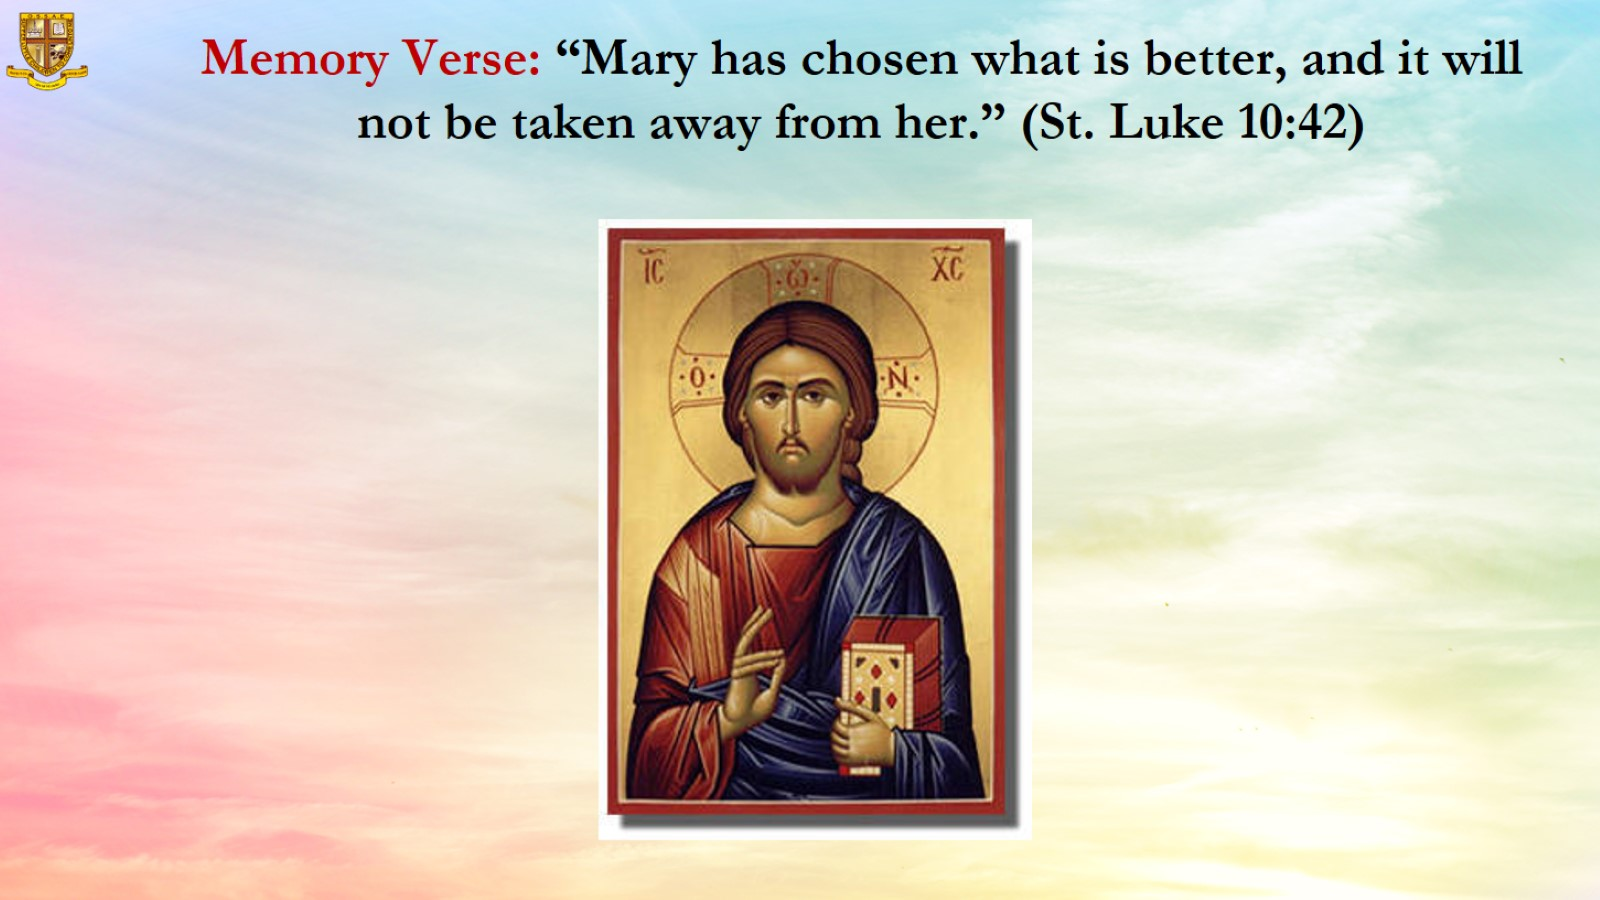 O.S.S.A.E
Memory Verse: “Mary has chosen what is better, and it will
not be taken away from her.” (St. Luke 10:42)
IC XC
Ὁ ὬΝ